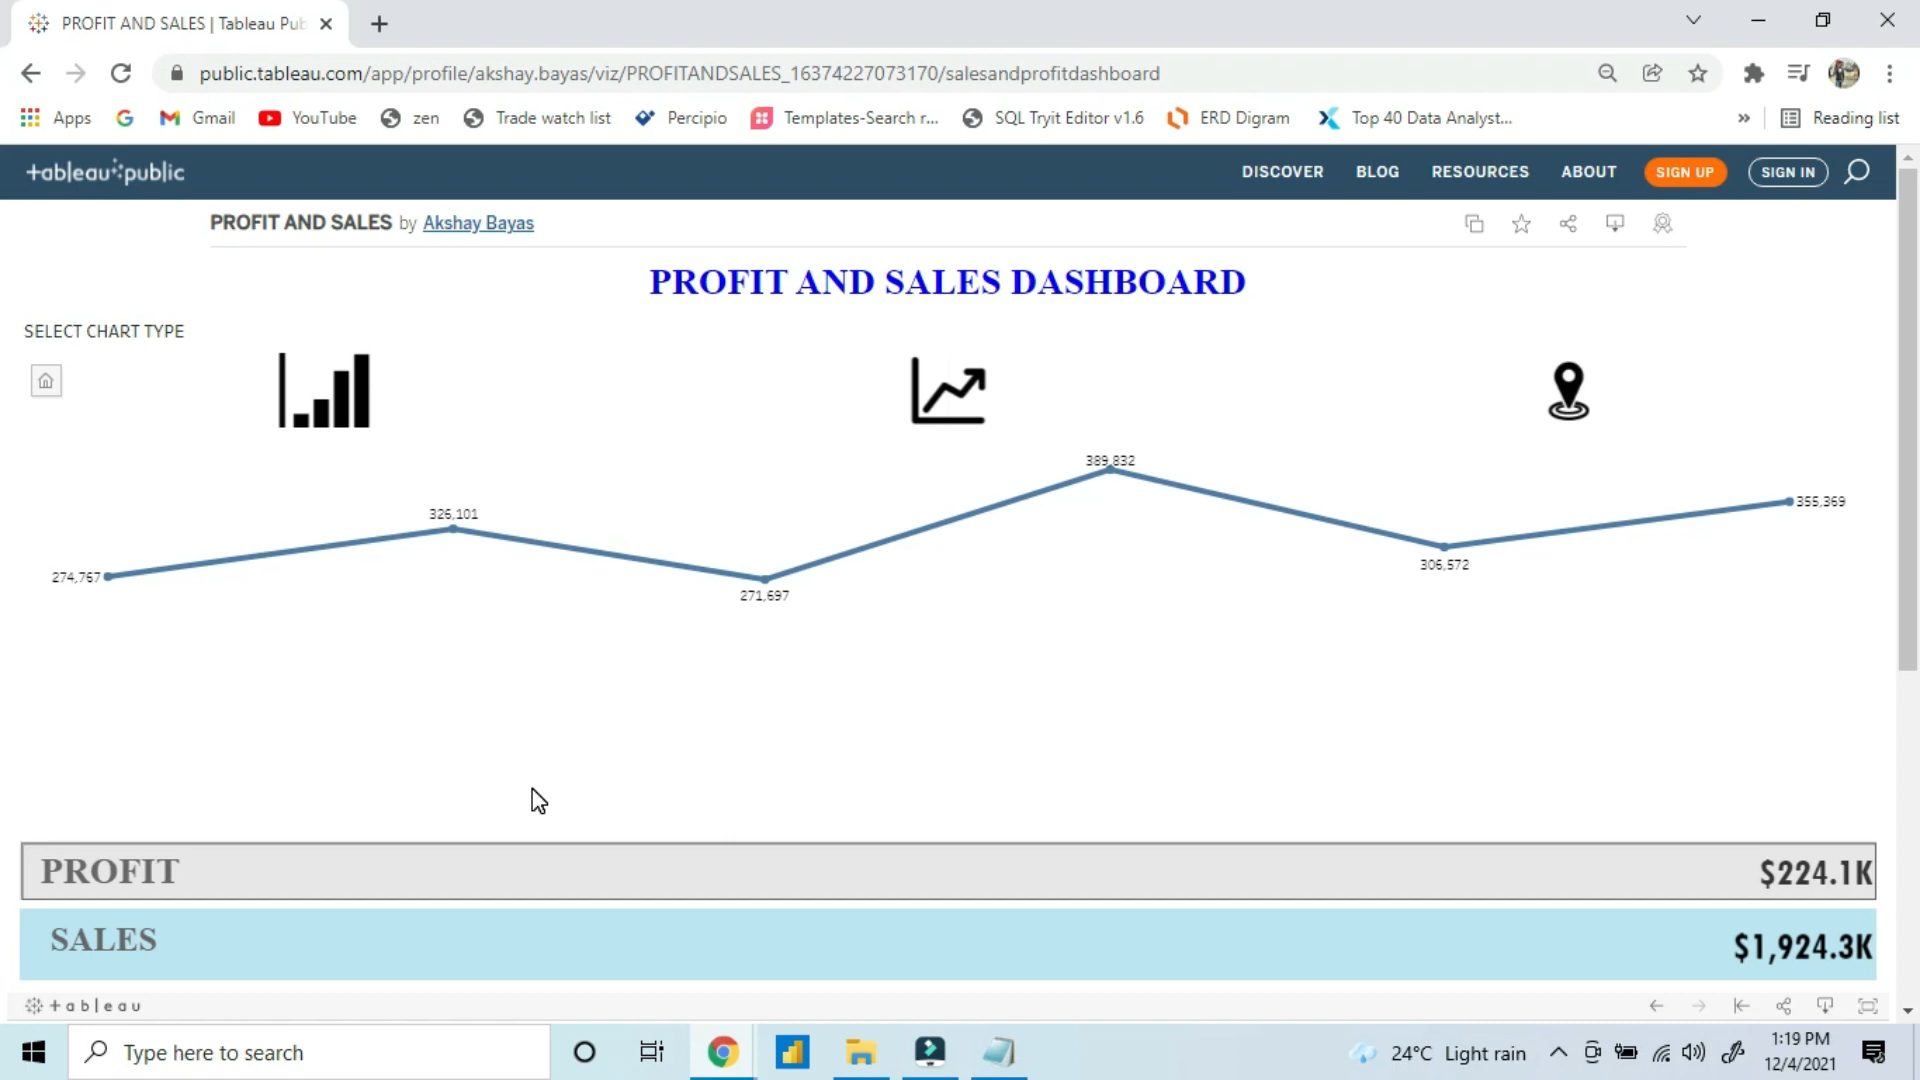 PROFIT AND SALES | Tableau Pub
public.tableau.com/app/profile/akshay.bayas/viz/PROFITANDSALES_16374227073170/salesandprofitdashboard
Apps Gmail YouTube zen Trade watch list Percipio Templates-Search r... SQL Tryit Editor v1.6 ERD Digram Top 40 Data Analyst... » Reading list
+ableau public DISCOVER BLOG RESOURCES ABOUT SIGN UP SIGN IN
PROFIT AND SALES by Akshay Bayas
PROFIT AND SALES DASHBOARD
SELECT CHART TYPE
389,832
326,101
355,369
274,767
306,572
271,697
PROFIT $224.1K
SALES $1,924.3K
+ableau
Type here to search
24°C Light rain
1:19 PM
12/4/2021